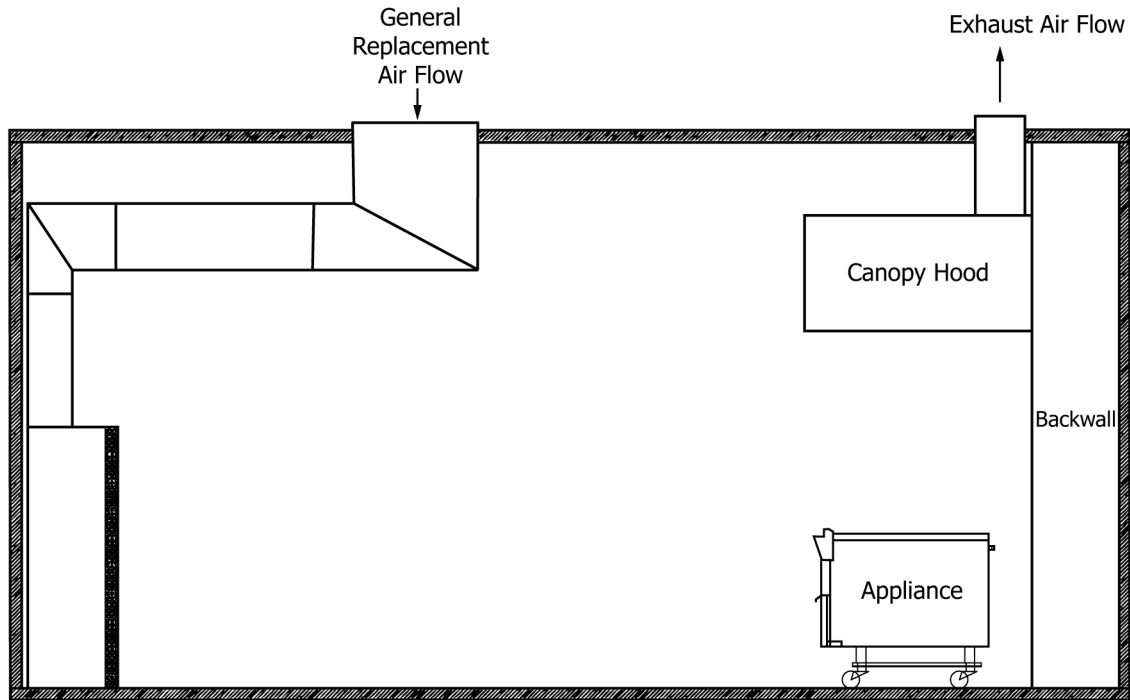 General
Replacement
Air Flow
Exhaust Air Flow
Canopy Hood
Backwall
Appliance